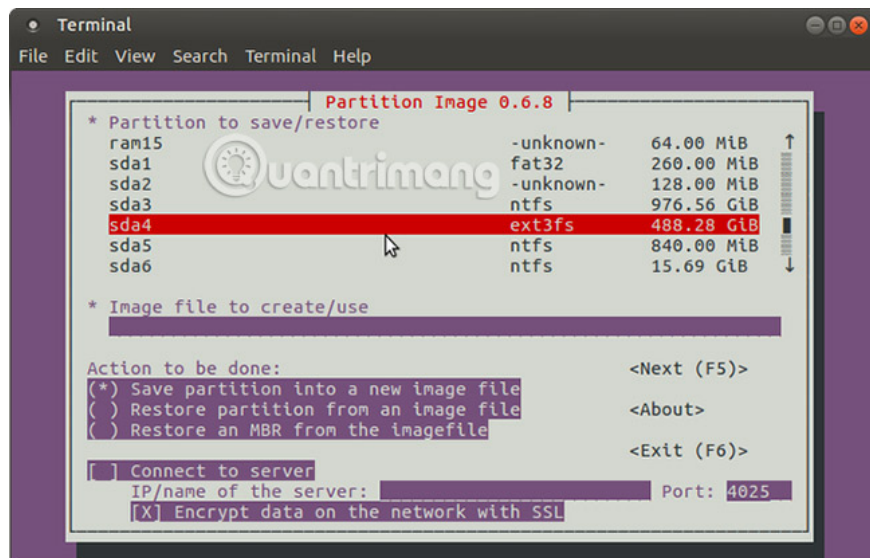 Terminal
File Edit View Search Terminal Help
Partition Image 0.6.8
* Partition to save/restore
ram15 -unknown- 64.00 MiB ↑
sda1 fat32 260.00 MiB
sda2 -unknown- 128.00 MiB
sda3 ntfs 976.56 GiB
sda4 ext3fs 488.28 GiB
sda5 ntfs 840.00 MiB
sda6 ntfs 15.69 GiB ↓
Quantrimang
* Image file to create/use
Action to be done: <Next (F5)>
(*) Save partition into a new image file
( ) Restore partition from an image file <About>
( ) Restore an MBR from the imagefile
<Exit (F6)>
[ ] Connect to server
IP/name of the server: Port: 4025
[X] Encrypt data on the network with SSL